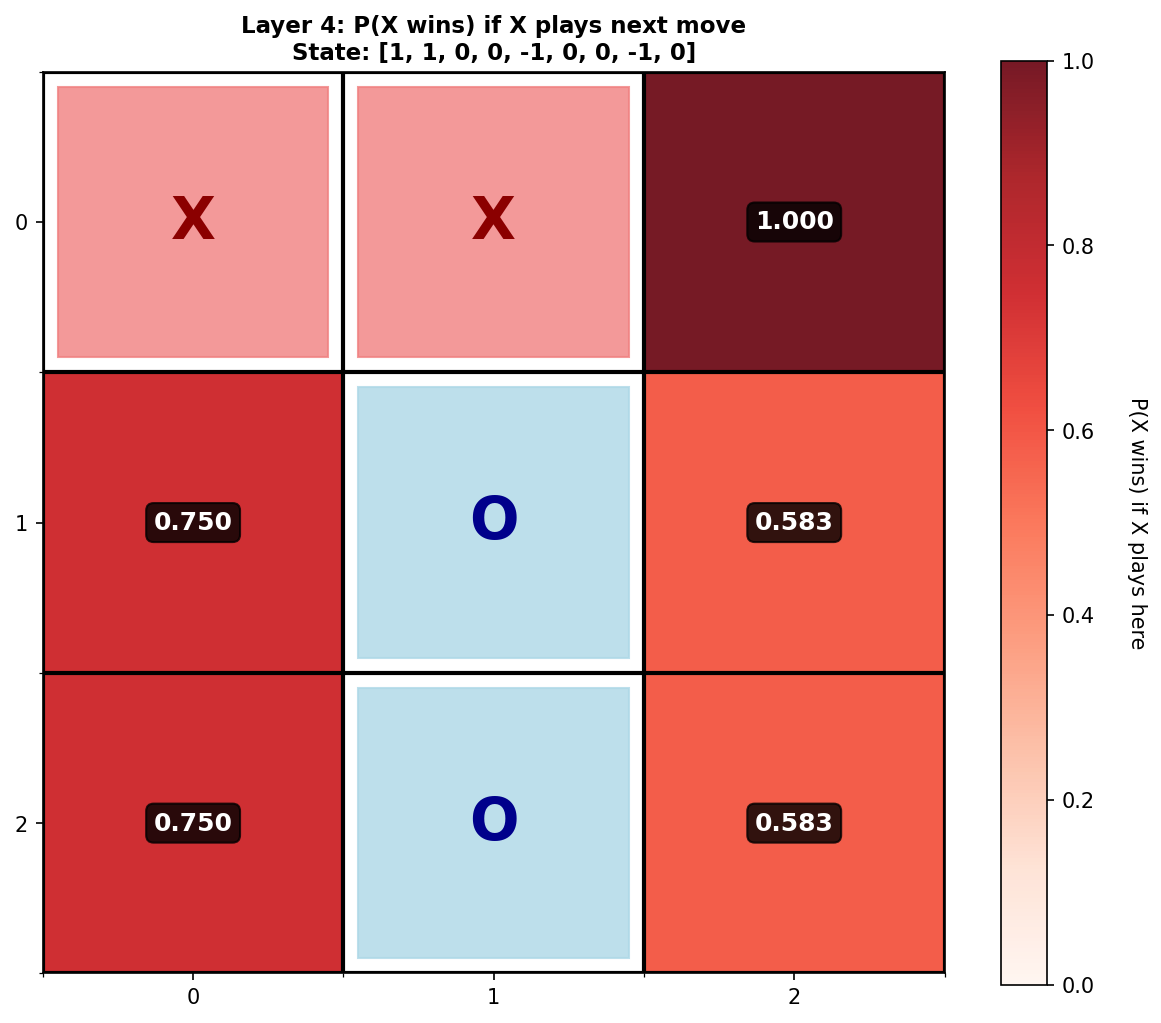 Layer 4: P(X wins) if X plays next move
State: [1, 1, 0, 0, -1, 0, 0, -1, 0]
0 X X 1.000
1 0.750 O 0.583
2 0.750 O 0.583
0 1 2
1.0
0.8
0.6
0.4
0.2
0.0
P(X wins) if X plays here